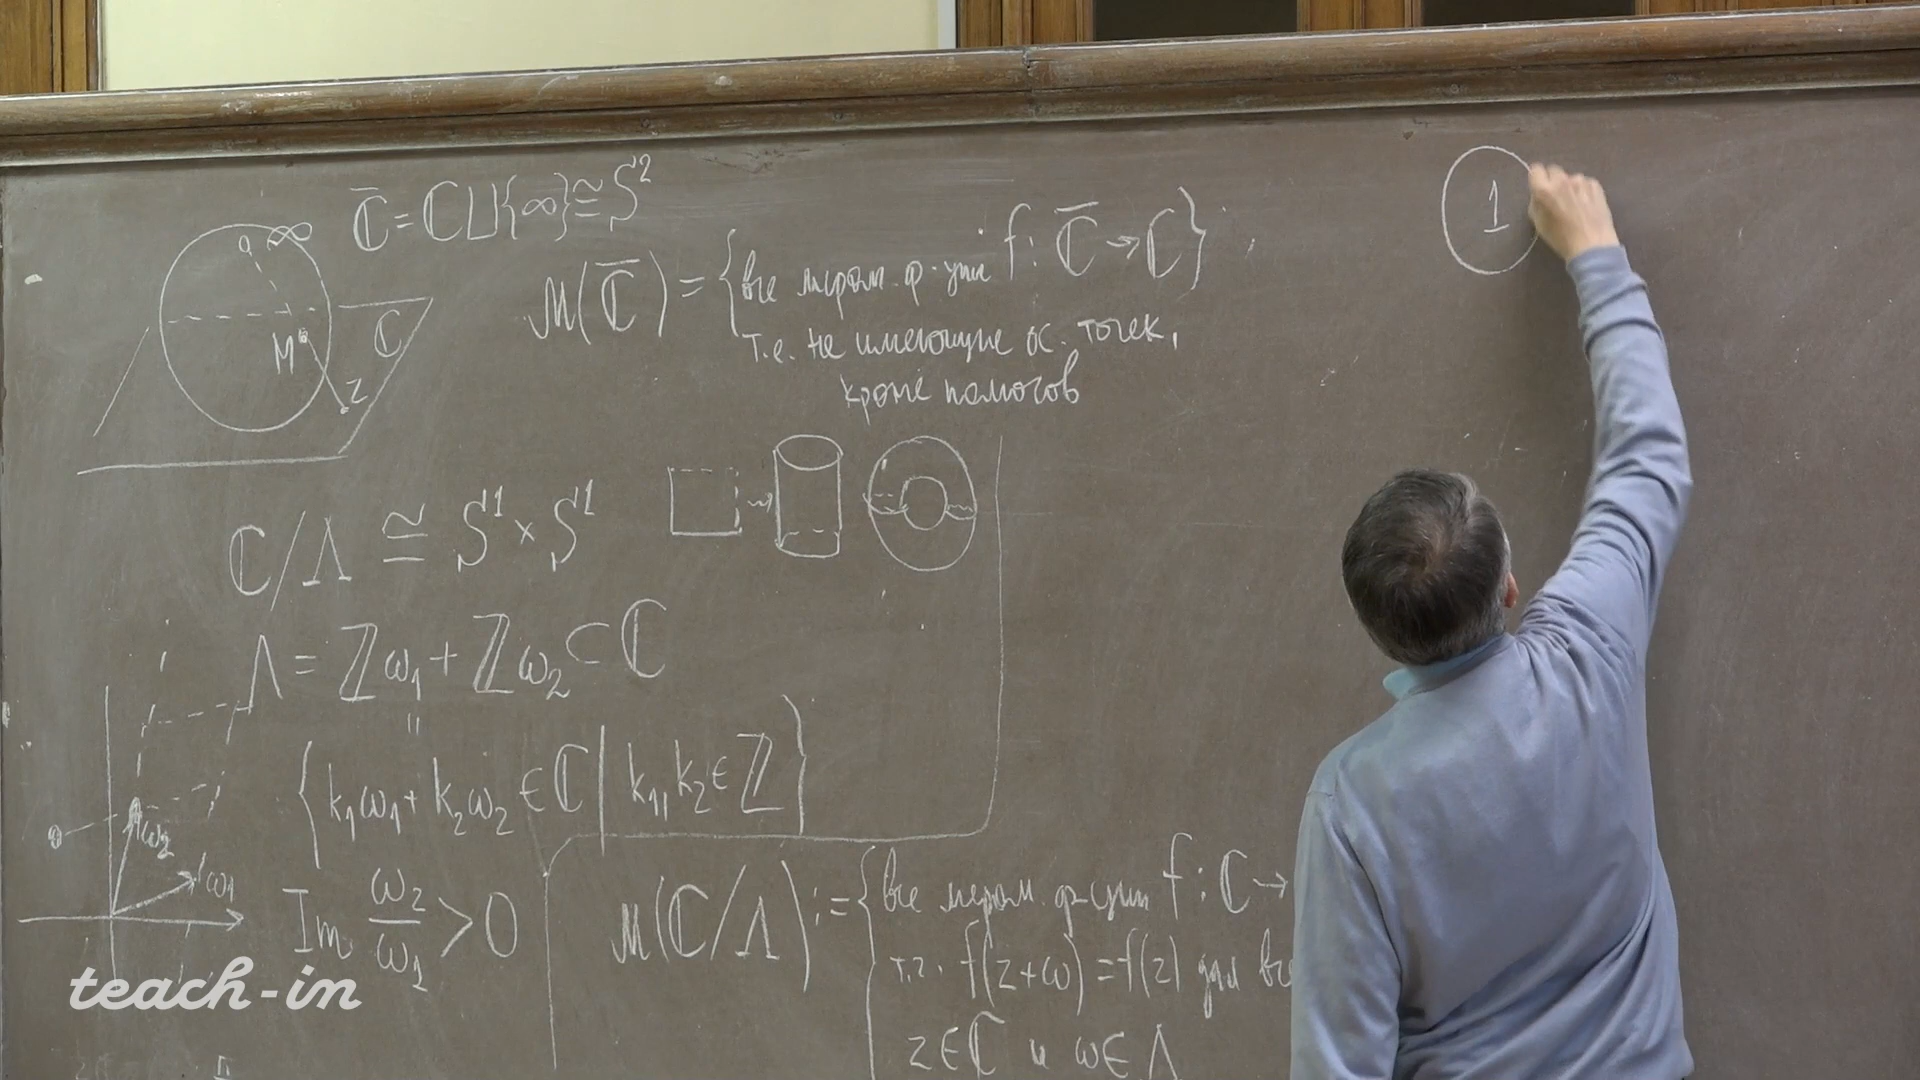 C̅ = C ⊔ {∞} ≅ S²
∞
C
M
z
M(C̅) = { все мером. ф-ции f: C̅ → C }
т.е. не имеющие ос. точек,
кроме полюсов
1
C/Λ ≅ S¹ × S¹
Λ = Zω₁ + Zω₂ ⊂ C
"
{ k₁ω₁ + k₂ω₂ ∈ C | k₁, k₂ ∈ Z }
ω₂
ω₁
Im ω₂/ω₁ > 0
M(C/Λ) := { все мером. ф-ции f: C →
т.ч. f(z+ω) = f(z) для все
z ∈ C и ω ∈ Λ
teach-in